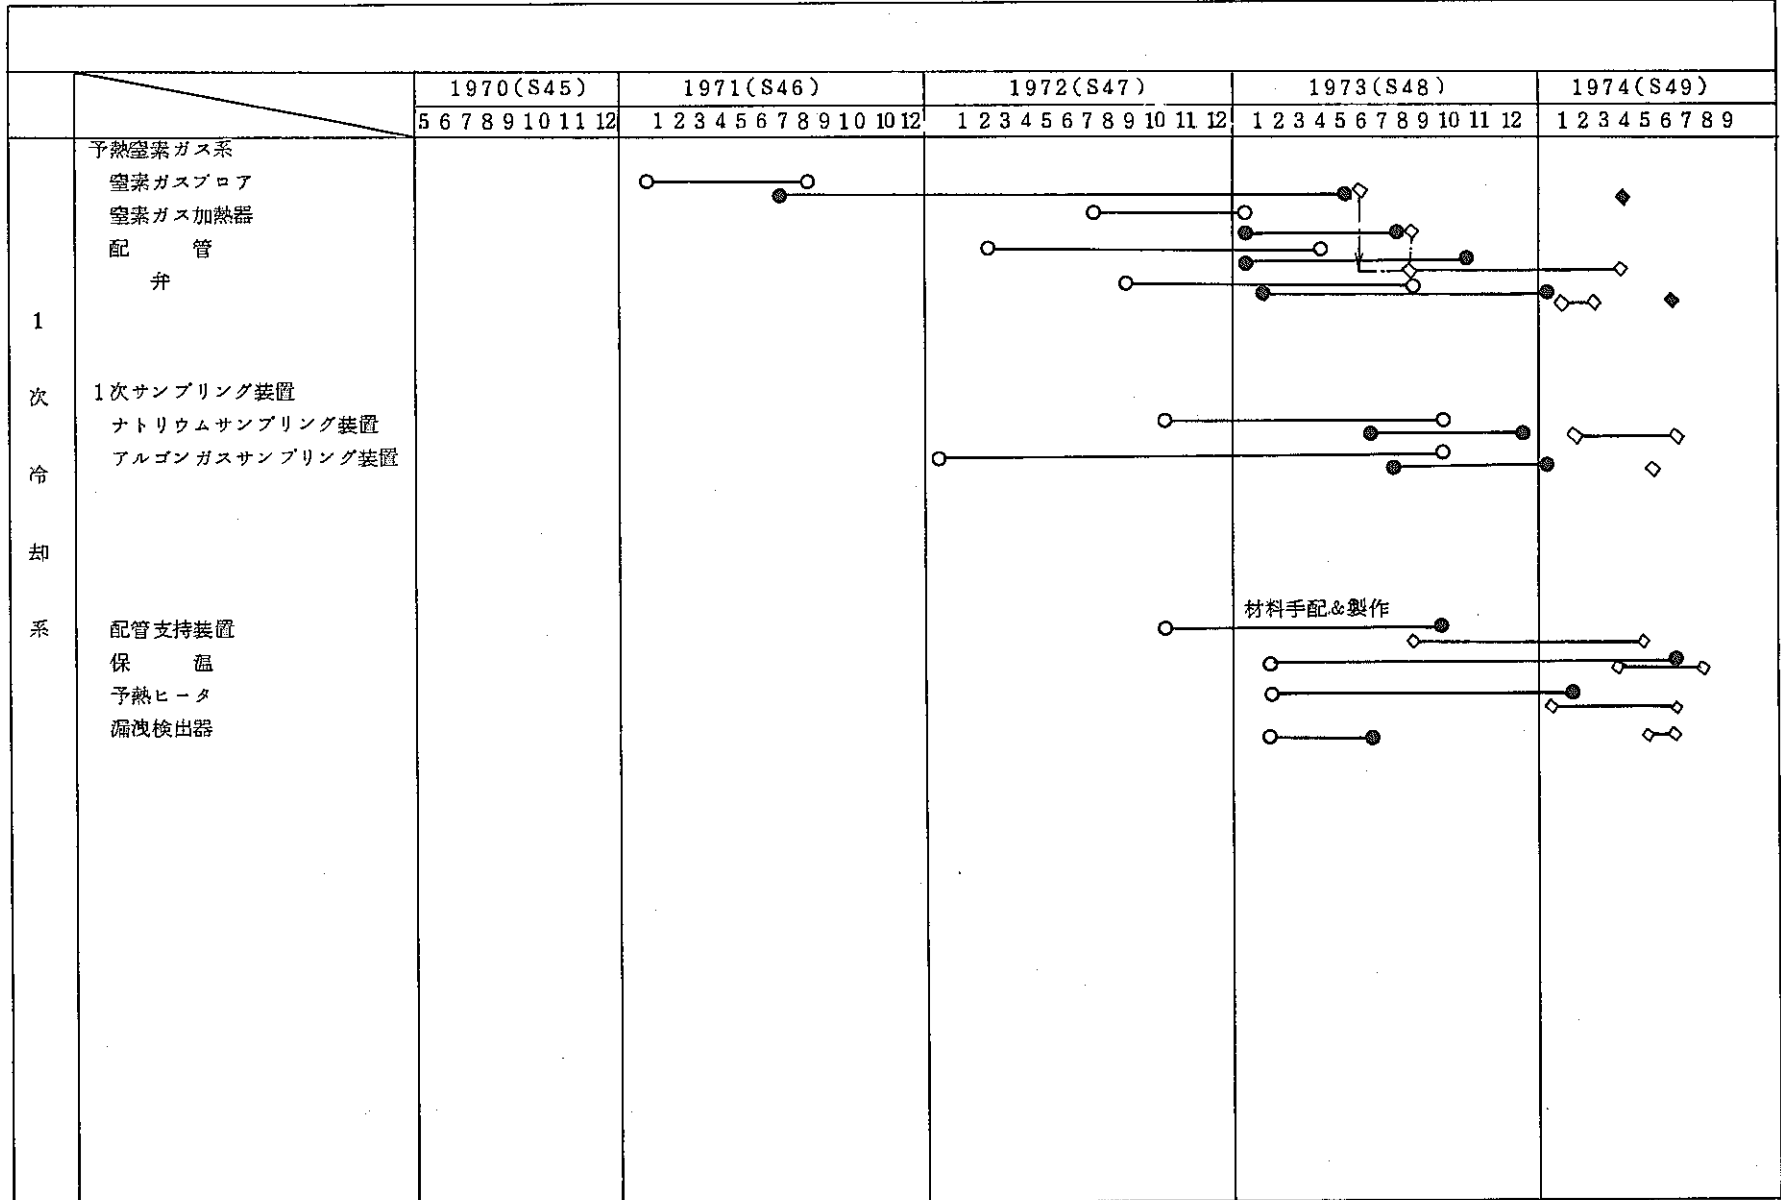 1970(S45) 1971(S46) 1972(S47) 1973(S48) 1974(S49)
5 6 7 8 9 10 11 12 1 2 3 4 5 6 7 8 9 10 10 12 1 2 3 4 5 6 7 8 9 10 11 12 1 2 3 4 5 6 7 8 9 10 11 12 1 2 3 4 5 6 7 8 9
1次冷却系
予熱窒素ガス系
窒素ガスブロア
窒素ガス加熱器
配管
弁
1次サンプリング装置
ナトリウムサンプリング装置
アルゴンガスサンプリング装置
材料手配&製作
配管支持装置
保温
予熱ヒータ
漏洩検出器